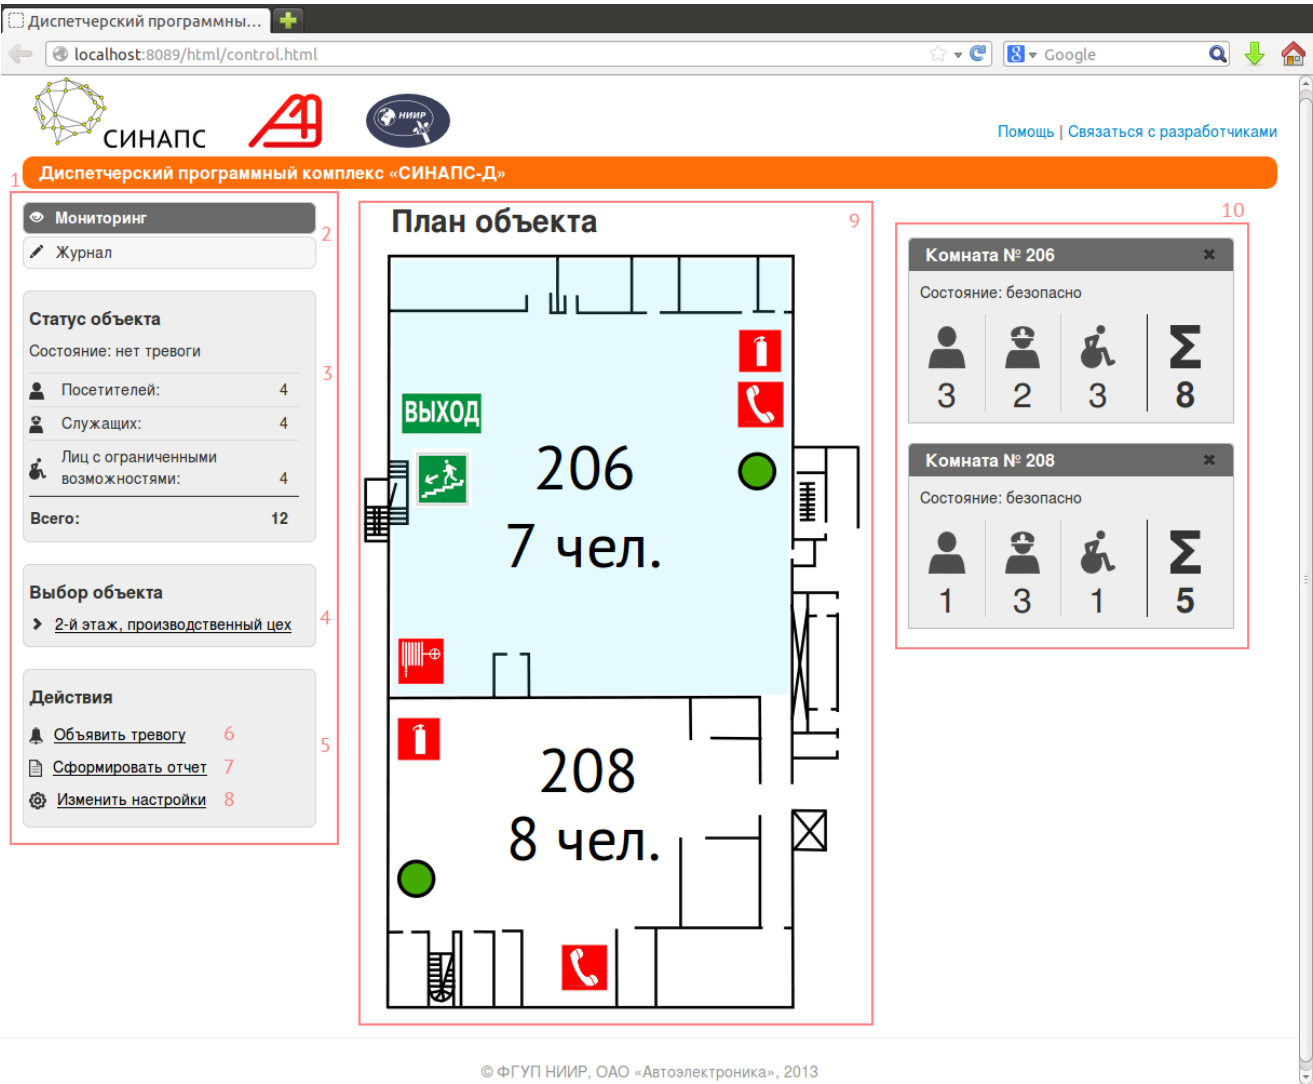 Диспетчерский программны...
localhost:8089/html/control.html
Google
СИНАПС
НИИР
Помощь | Связаться с разработчиками
1
Диспетчерский программный комплекс «СИНАПС-Д»
Мониторинг
2
Журнал
Статус объекта
Состояние: нет тревоги
3
Посетителей: 4
Служащих: 4
Лиц с ограниченными
возможностями: 4
Всего: 12
Выбор объекта
2-й этаж, производственный цех
4
Действия
Объявить тревогу 6
5
Сформировать отчет 7
Изменить настройки 8
План объекта
9
ВЫХОД
206
7 чел.
208
8 чел.
10
Комната № 206
Состояние: безопасно
3 2 3 Σ 8
Комната № 208
Состояние: безопасно
1 3 1 Σ 5
© ФГУП НИИР, ОАО «Автоэлектроника», 2013